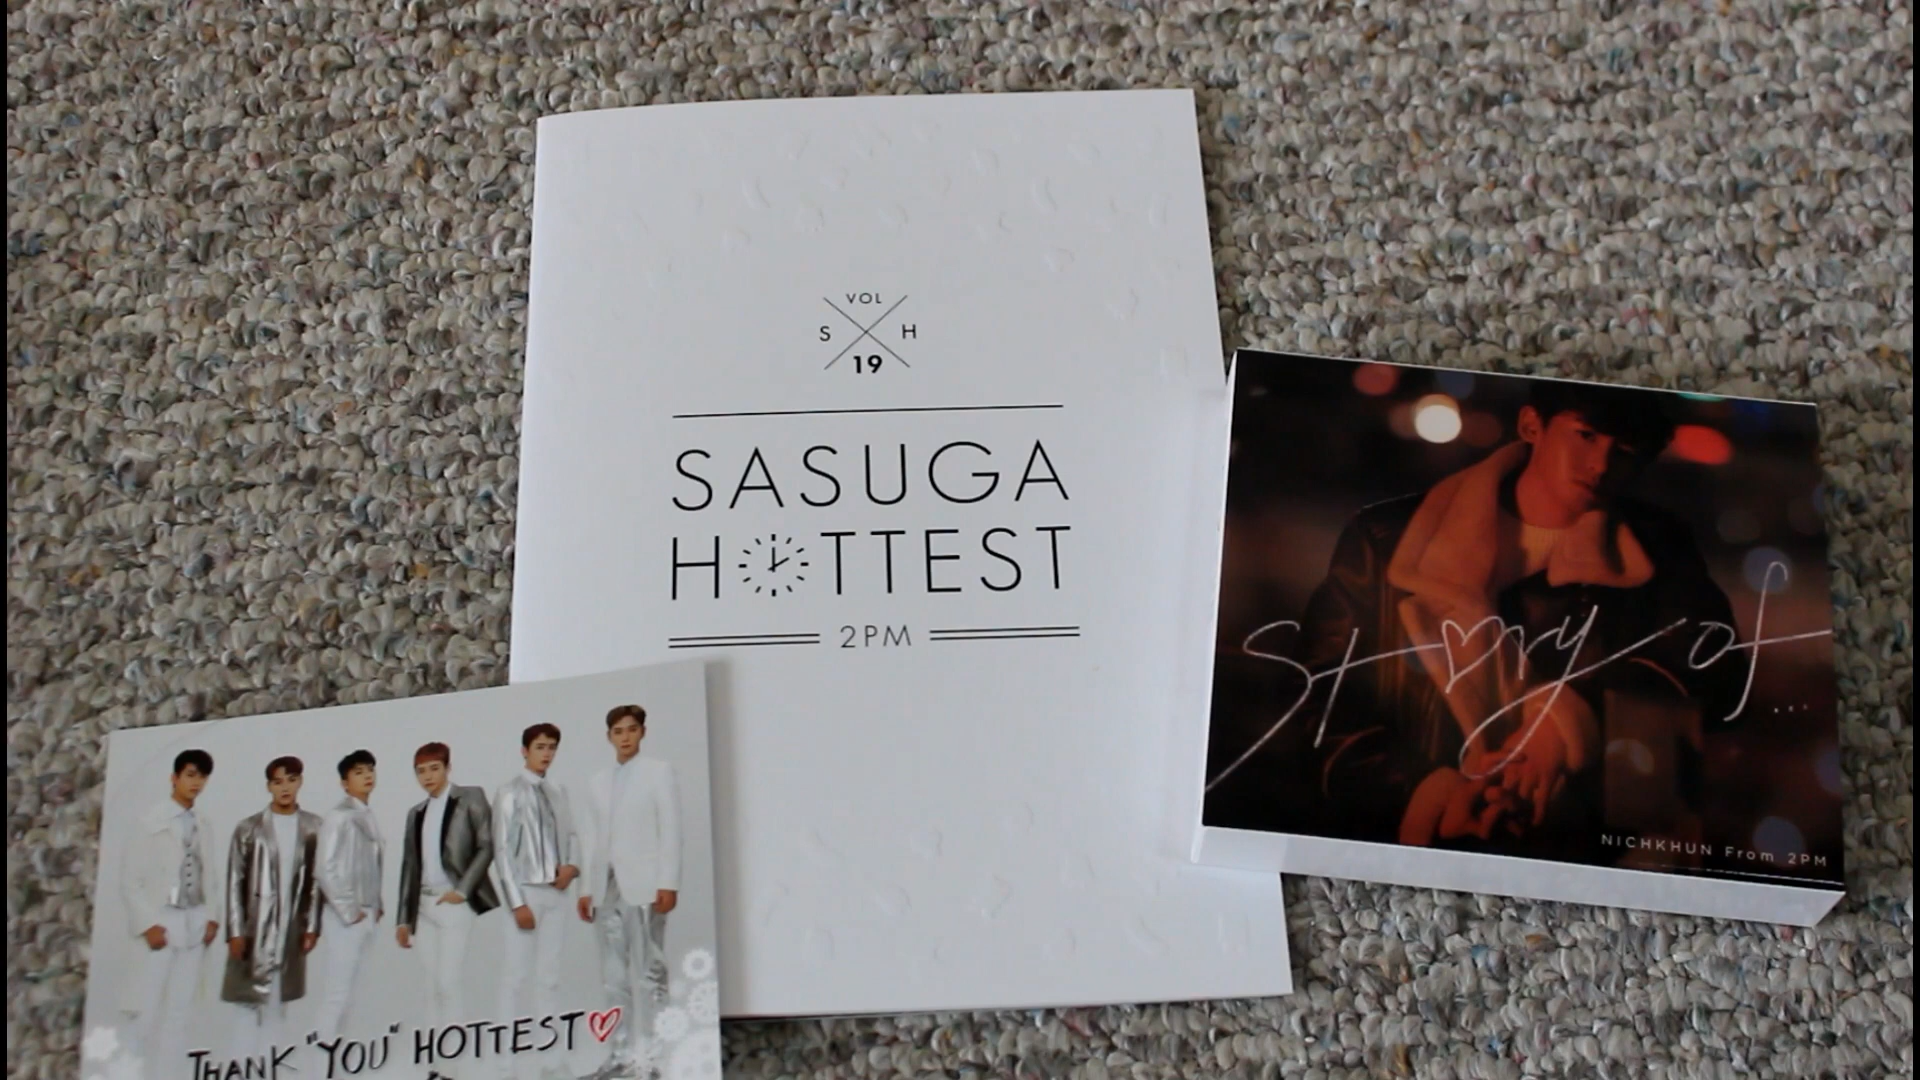 VOL
S H
19
SASUGA
HOTTEST
2PM
Story of...
NICHKHUN From 2PM
THANK "YOU" HOTTEST♡